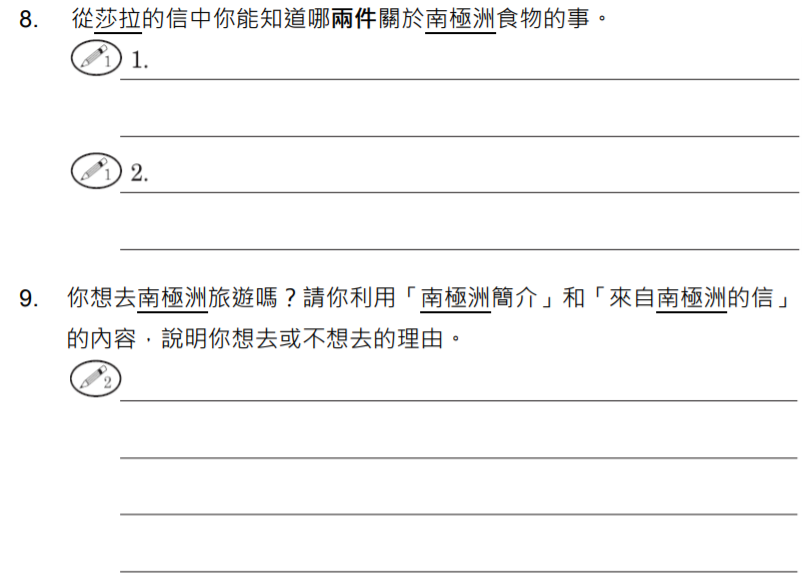 8. 從莎拉的信中你能知道哪兩件關於南極洲食物的事。
1 1.
1 2.
9. 你想去南極洲旅遊嗎？請你利用「南極洲簡介」和「來自南極洲的信」
的內容，說明你想去或不想去的理由。
2